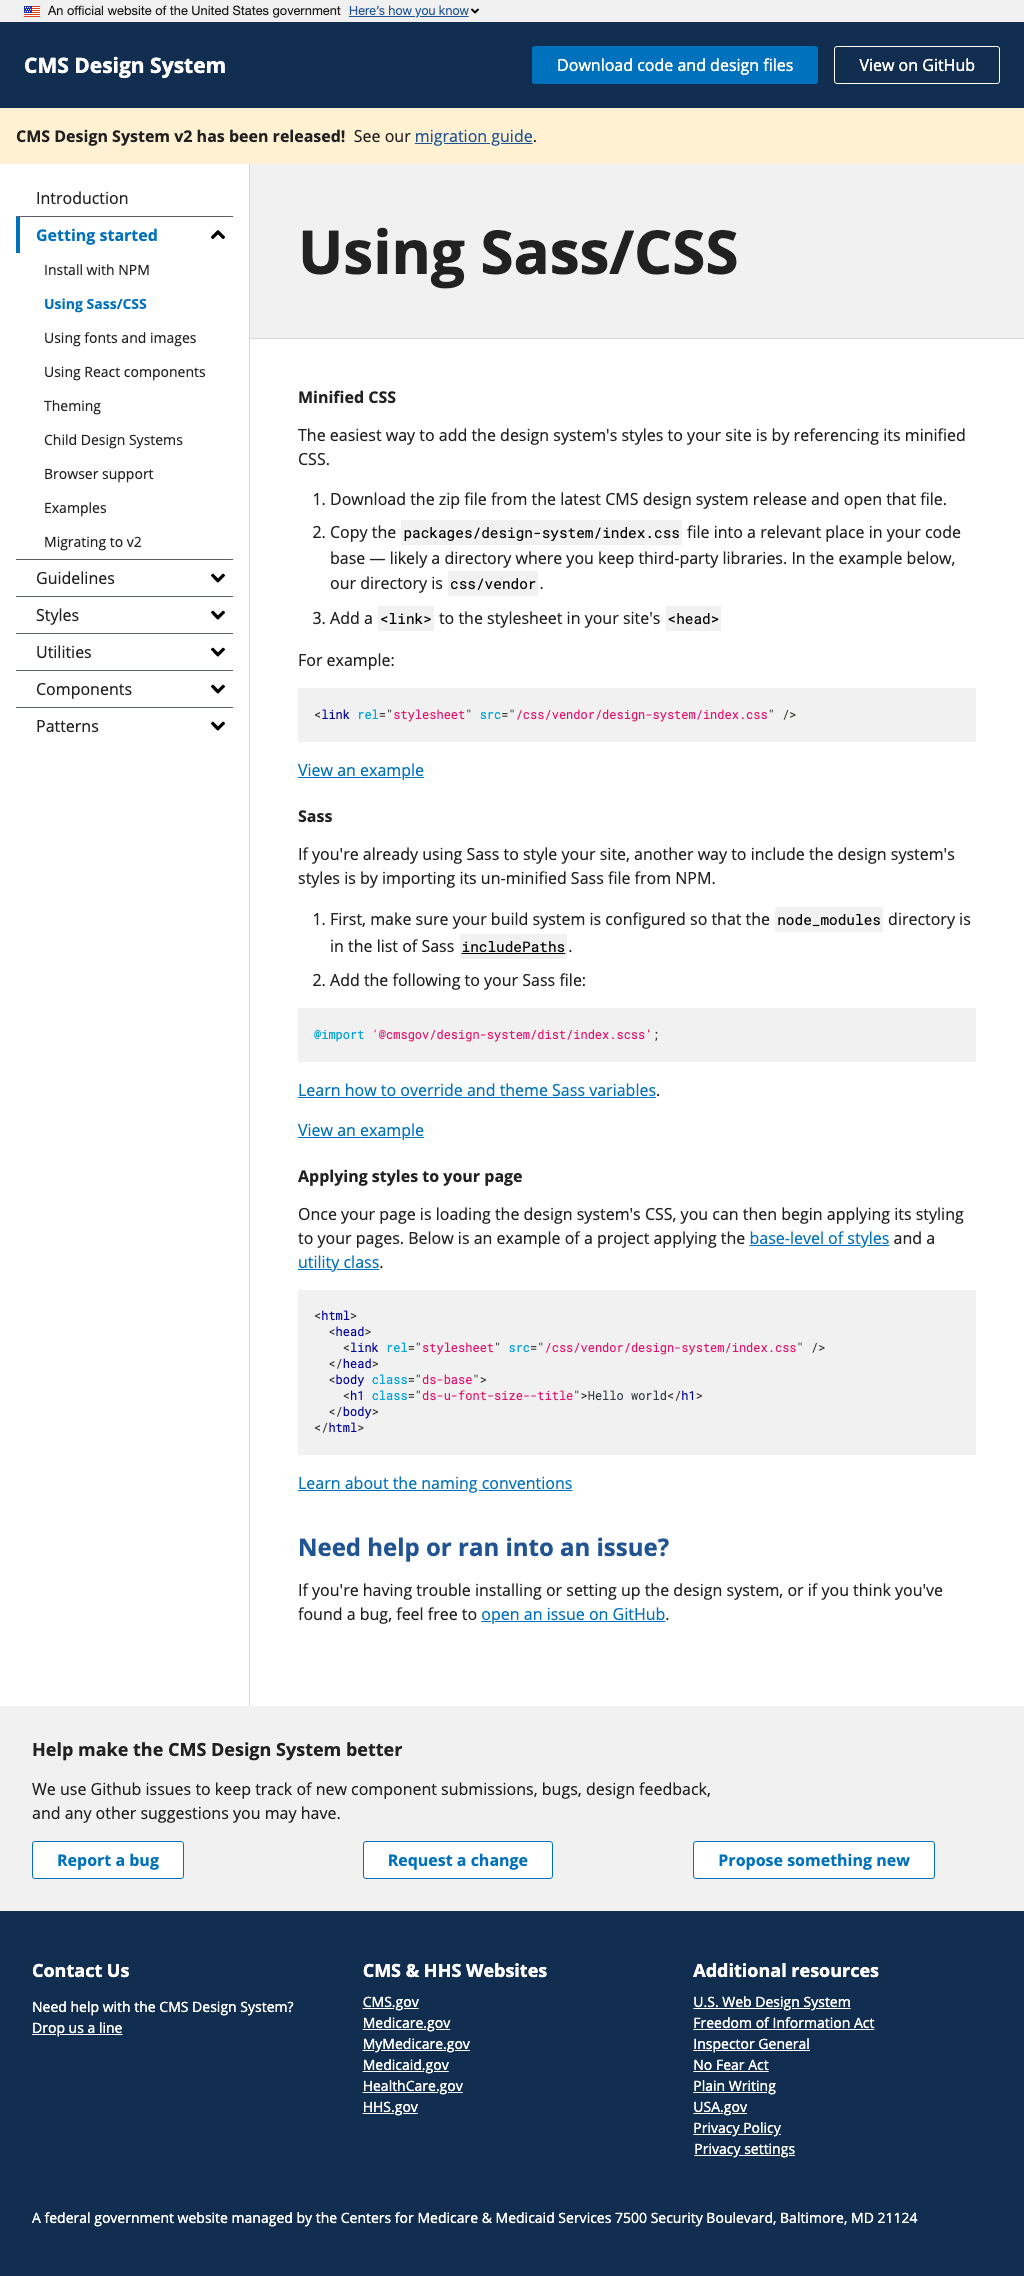 An official website of the United States government Here's how you know
CMS Design System
Download code and design files
View on GitHub
CMS Design System v2 has been released! See our migration guide.
Introduction
Getting started
Install with NPM
Using Sass/CSS
Using fonts and images
Using React components
Theming
Child Design Systems
Browser support
Examples
Migrating to v2
Guidelines
Styles
Utilities
Components
Patterns
Using Sass/CSS
Minified CSS
The easiest way to add the design system's styles to your site is by referencing its minified
CSS.
1. Download the zip file from the latest CMS design system release and open that file.
2. Copy the packages/design-system/index.css file into a relevant place in your code
base — likely a directory where you keep third-party libraries. In the example below,
our directory is css/vendor.
3. Add a <link> to the stylesheet in your site's <head>
For example:
<link rel="stylesheet" src="/css/vendor/design-system/index.css" />
View an example
Sass
If you're already using Sass to style your site, another way to include the design system's
styles is by importing its un-minified Sass file from NPM.
1. First, make sure your build system is configured so that the node_modules directory is
in the list of Sass includePaths.
2. Add the following to your Sass file:
@import '@cmsgov/design-system/dist/index.scss';
Learn how to override and theme Sass variables.
View an example
Applying styles to your page
Once your page is loading the design system's CSS, you can then begin applying its styling
to your pages. Below is an example of a project applying the base-level of styles and a
utility class.
<html>
<head>
<link rel="stylesheet" src="/css/vendor/design-system/index.css" />
</head>
<body class="ds-base">
<h1 class="ds-u-font-size--title">Hello world</h1>
</body>
</html>
Learn about the naming conventions
Need help or ran into an issue?
If you're having trouble installing or setting up the design system, or if you think you've
found a bug, feel free to open an issue on GitHub.
Help make the CMS Design System better
We use Github issues to keep track of new component submissions, bugs, design feedback,
and any other suggestions you may have.
Report a bug
Request a change
Propose something new
Contact Us
Need help with the CMS Design System?
Drop us a line
CMS & HHS Websites
CMS.gov
Medicare.gov
MyMedicare.gov
Medicaid.gov
HealthCare.gov
HHS.gov
Additional resources
U.S. Web Design System
Freedom of Information Act
Inspector General
No Fear Act
Plain Writing
USA.gov
Privacy Policy
Privacy settings
A federal government website managed by the Centers for Medicare & Medicaid Services 7500 Security Boulevard, Baltimore, MD 21124